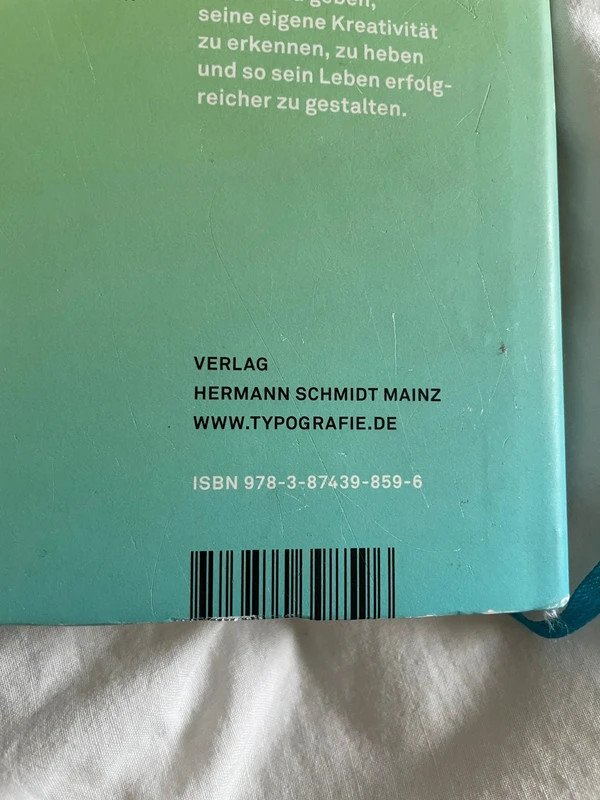 geben,
seine eigene Kreativität
zu erkennen, zu heben
und so sein Leben erfolg-
reicher zu gestalten.
VERLAG
HERMANN SCHMIDT MAINZ
WWW.TYPOGRAFIE.DE
ISBN 978-3-87439-859-6